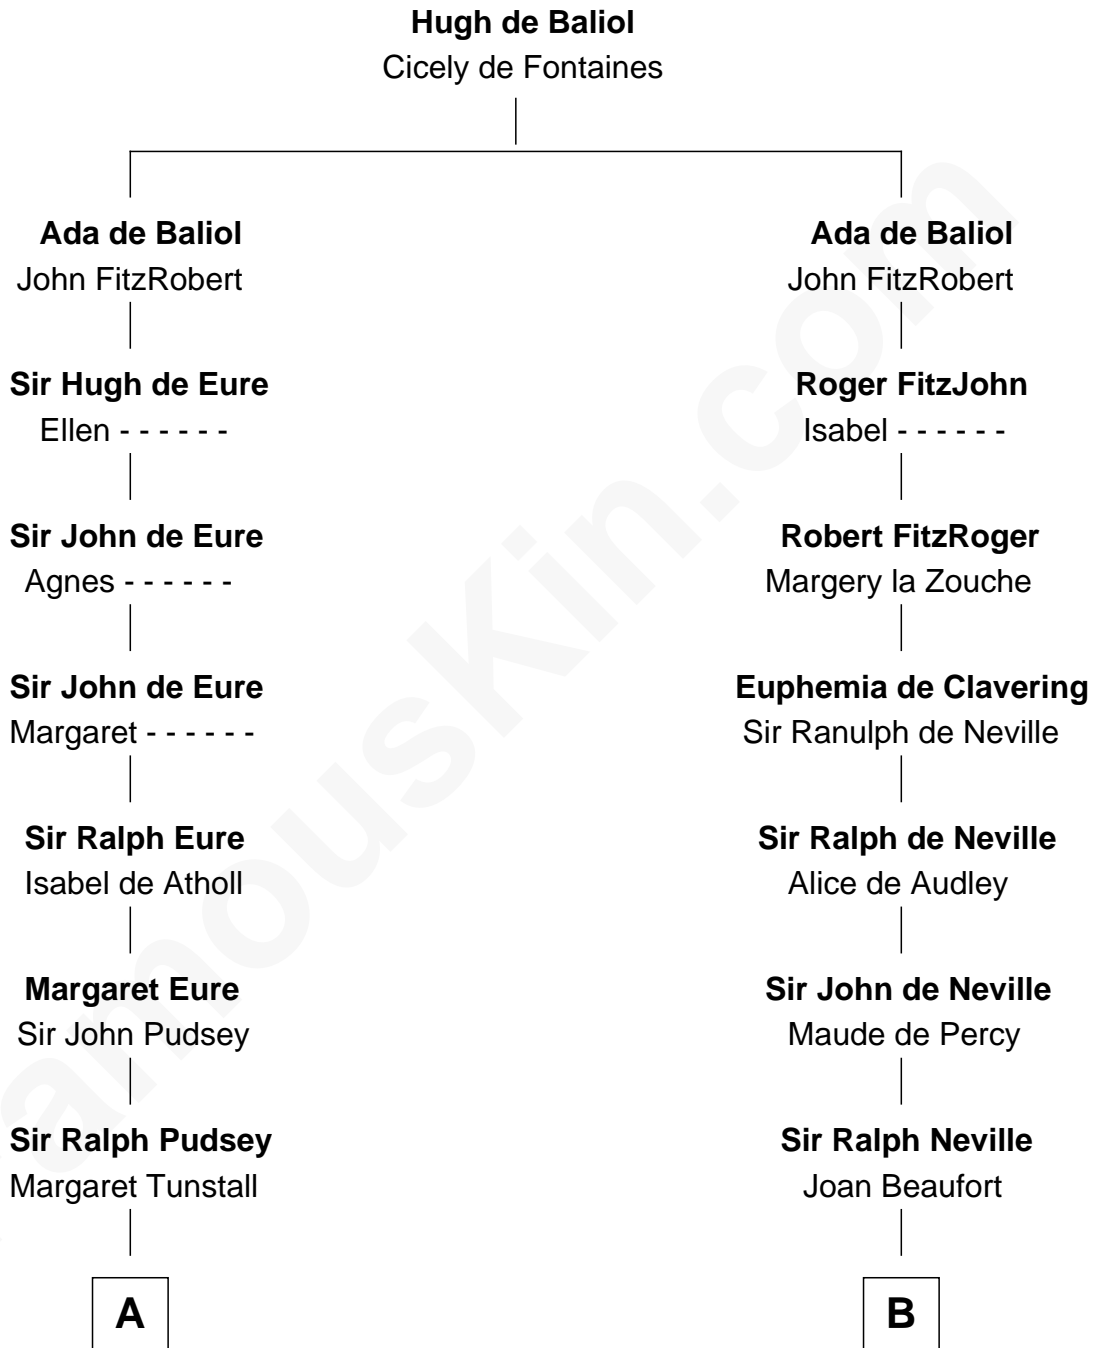 Hugh de Baliol
Cicely de Fontaines
Ada de Baliol
John FitzRobert
Sir Hugh de Eure
Ellen - - - - - -
Sir John de Eure
Agnes - - - - - -
Sir John de Eure
Margaret - - - - - -
Sir Ralph Eure
Isabel de Atholl
Margaret Eure
Sir John Pudsey
Sir Ralph Pudsey
Margaret Tunstall
A
Ada de Baliol
John FitzRobert
Roger FitzJohn
Isabel - - - - - -
Robert FitzRoger
Margery la Zouche
Euphemia de Clavering
Sir Ranulph de Neville
Sir Ralph de Neville
Alice de Audley
Sir John de Neville
Maude de Percy
Sir Ralph Neville
Joan Beaufort
B
amousKin.com